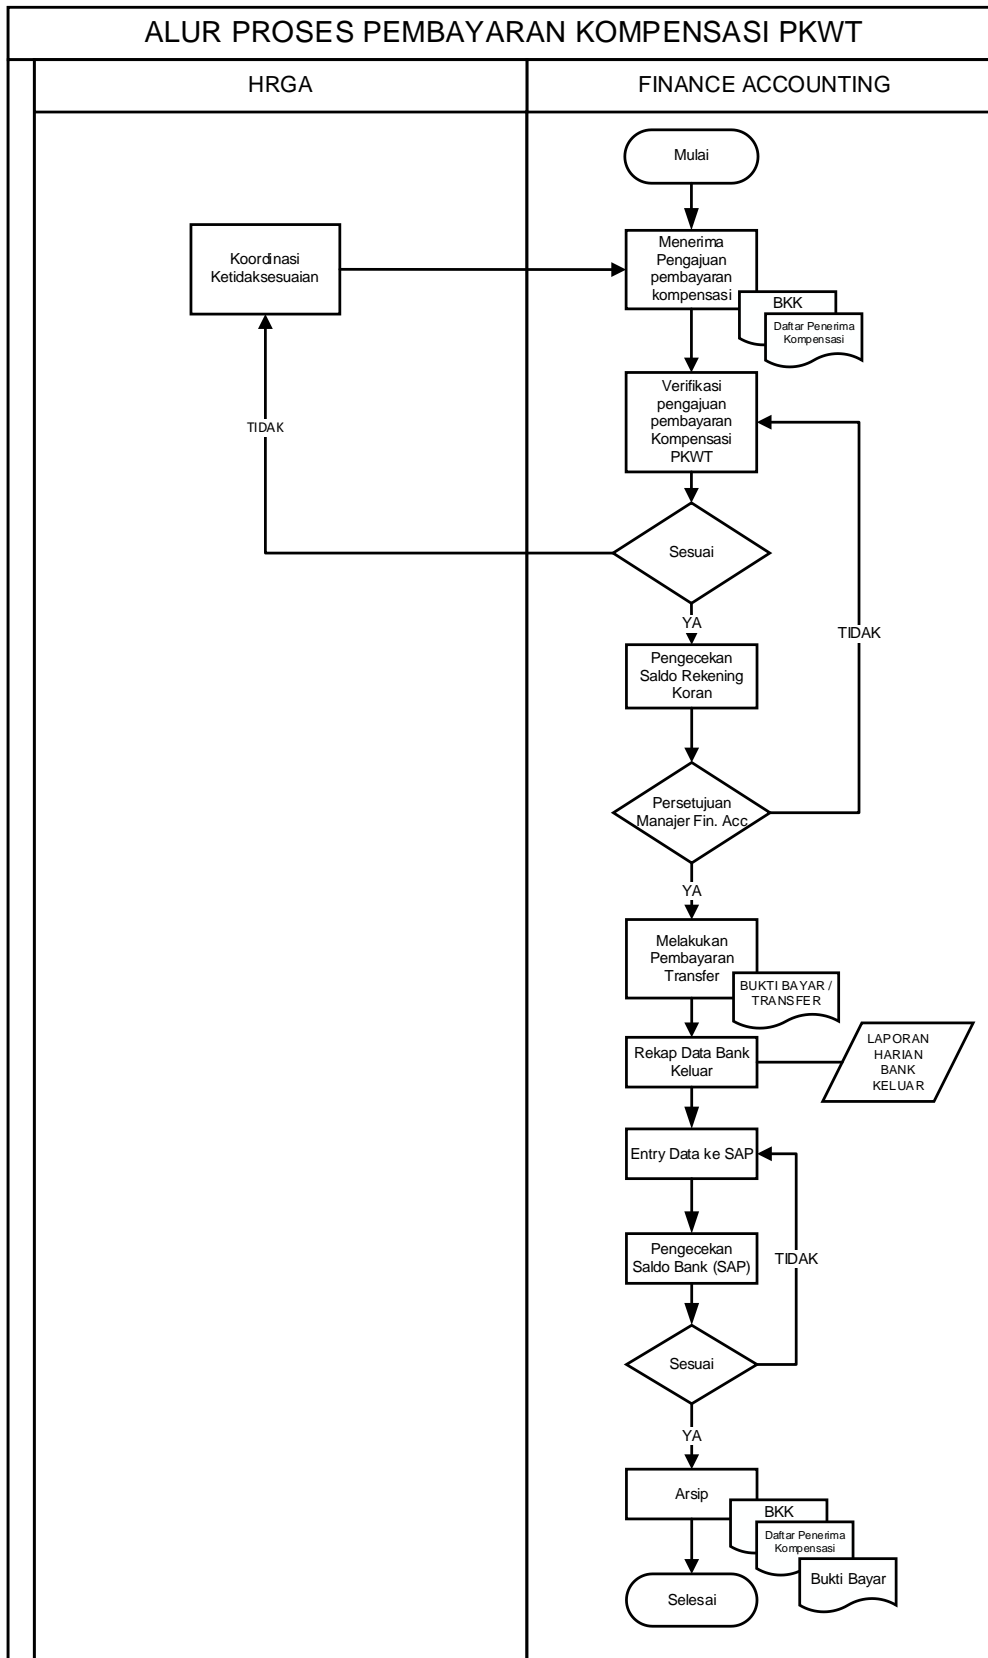 ALUR PROSES PEMBAYARAN KOMPENSASI PKWT
HRGA
FINANCE ACCOUNTING
Mulai
Koordinasi
Ketidaksesuaian
Menerima
Pengajuan
pembayaran
kompensasi
BKK
Daftar Penerima
Kompensasi
Verifikasi
pengajuan
pembayaran
Kompensasi
PKWT
TIDAK
Sesuai
YA
TIDAK
Pengecekan
Saldo Rekening
Koran
Persetujuan
Manajer Fin. Acc
YA
Melakukan
Pembayaran
Transfer
BUKTI BAYAR /
TRANSFER
Rekap Data Bank
Keluar
LAPORAN
HARIAN
BANK
KELUAR
Entry Data ke SAP
Pengecekan
Saldo Bank (SAP)
TIDAK
Sesuai
YA
Arsip
BKK
Daftar Penerima
Kompensasi
Bukti Bayar
Selesai